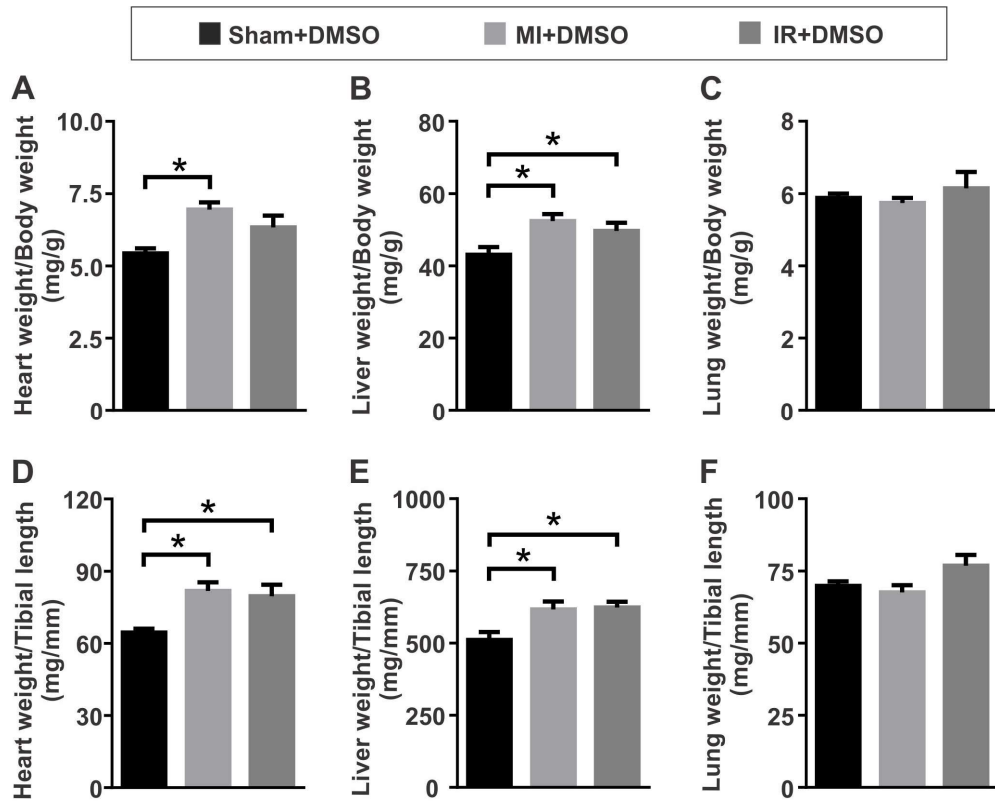 Sham+DMSO MI+DMSO IR+DMSO
A
Heart weight/Body weight
(mg/g)
10.0
7.5
5.0
2.5
0
*
B
Liver weight/Body weight
(mg/g)
80
60
40
20
0
*
*
C
Lung weight/Body weight
(mg/g)
8
6
4
2
0
D
Heart weight/Tibial length
(mg/mm)
120
90
60
30
0
*
*
E
Liver weight/Tibial length
(mg/mm)
1000
750
500
250
0
*
*
F
Lung weight/Tibial length
(mg/mm)
100
75
50
25
0